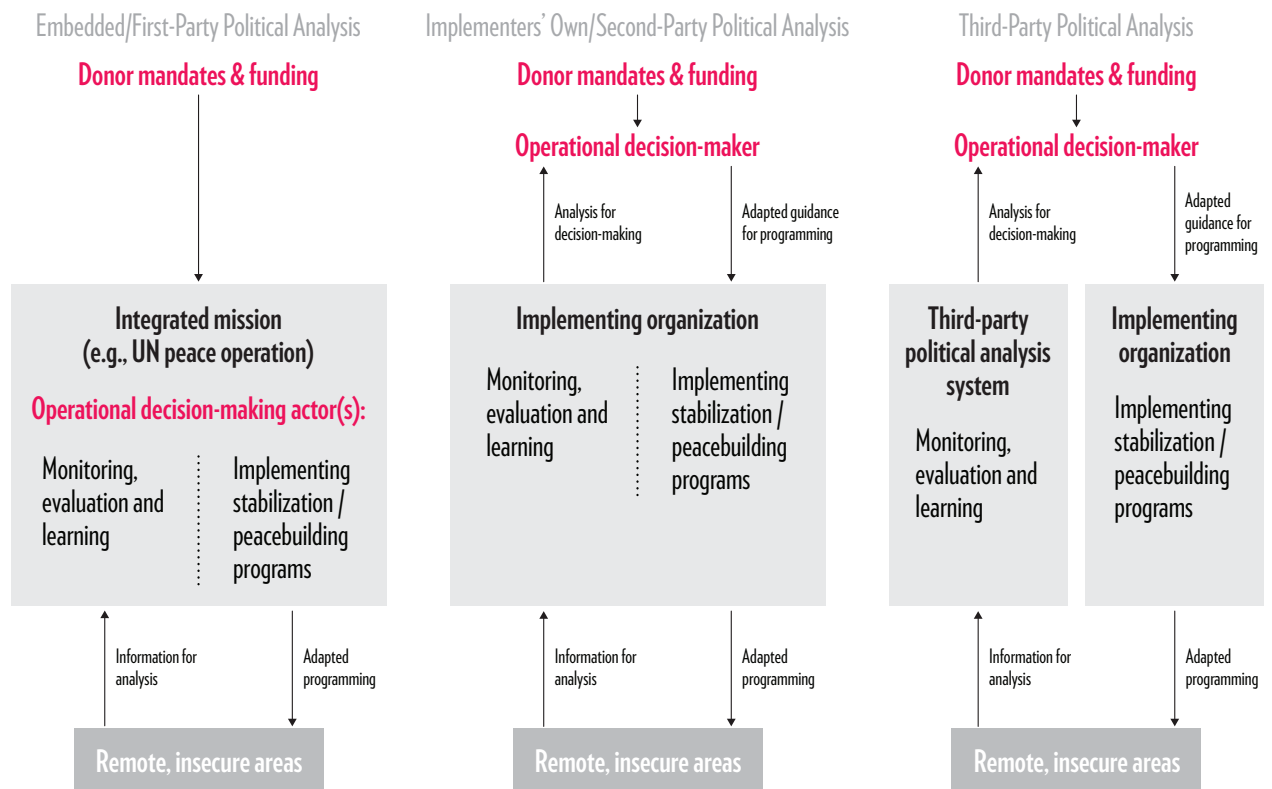 Embedded/First-Party Political Analysis
Donor mandates & funding
Integrated mission
(e.g., UN peace operation)
Operational decision-making actor(s):
Monitoring,
evaluation and
learning
Implementing
stabilization /
peacebuilding
programs
Information for
analysis
Adapted
programming
Remote, insecure areas
Implementers’ Own/Second-Party Political Analysis
Donor mandates & funding
Operational decision-maker
Analysis for
decision-making
Adapted guidance
for programming
Implementing organization
Monitoring,
evaluation and
learning
Implementing
stabilization /
peacebuilding
programs
Information for
analysis
Adapted
programming
Remote, insecure areas
Third-Party Political Analysis
Donor mandates & funding
Operational decision-maker
Analysis for
decision-making
Adapted
guidance for
programming
Third-party
political analysis
system
Monitoring,
evaluation and
learning
Implementing
organization
Implementing
stabilization /
peacebuilding
programs
Information for
analysis
Adapted
programming
Remote, insecure areas